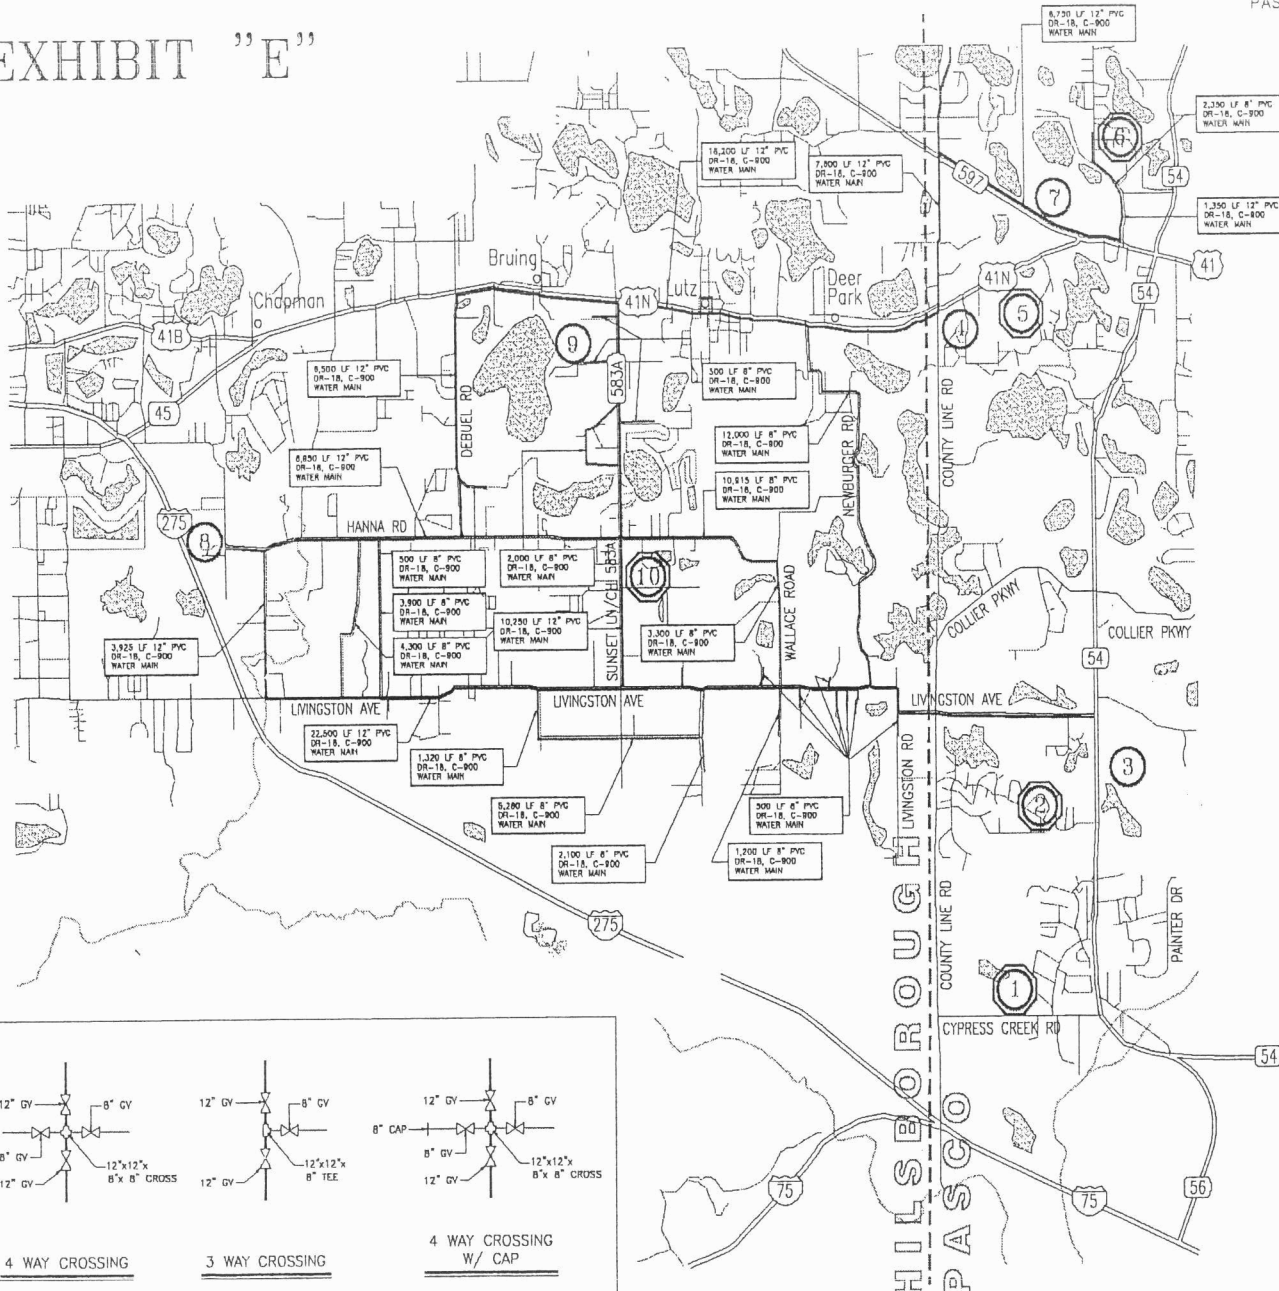 PAS
EXHIBIT "E"
6,750 LF 12" PVC
DR-18, C-900
WATER MAIN
2,350 LF 8" PVC
DR-18, C-900
WATER MAIN
6
18,200 LF 12" PVC
DR-18, C-900
WATER MAIN
7,800 LF 12" PVC
DR-18, C-900
WATER MAIN
597
54
7
1,350 LF 12" PVC
DR-18, C-900
WATER MAIN
Bruing
41
Chapman
41N
Lutz
Deer
Park
41N
54
41B
9
4
5
6,500 LF 12" PVC
DR-18, C-900
WATER MAIN
583A
500 LF 8" PVC
DR-18, C-900
WATER MAIN
45
DEBUEL RD
NEWBURGER RD
COUNTY LINE RD
12,000 LF 8" PVC
DR-18, C-900
WATER MAIN
DR-18, C-900
WATER MAIN
10,915 LF 8" PVC
DR-18, C-900
WATER MAIN
275
8
HANNA RD
500 LF 8" PVC
DR-18, C-900
WATER MAIN
2,000 LF 8" PVC
DR-18, C-900
WATER MAIN
10
3,900 LF 8" PVC
DR-18, C-900
WATER MAIN
10,250 LF 12" PVC
DR-18, C-900
WATER MAIN
SUNSET LN/CH 583A
WALLACE ROAD
COLLIER PKWY
COLLIER PKWY
3,925 LF 12" PVC
DR-18, C-900
WATER MAIN
4,300 LF 8" PVC
DR-18, C-900
WATER MAIN
3,300 LF 8" PVC
DR-18, C-900
WATER MAIN
54
LIVINGSTON AVE
LIVINGSTON AVE
LIVINGSTON AVE
22,500 LF 12" PVC
DR-18, C-900
WATER MAIN
1,320 LF 8" PVC
DR-18, C-900
WATER MAIN
LIVINGSTON RD
3
2
5,280 LF 8" PVC
DR-18, C-900
WATER MAIN
500 LF 8" PVC
DR-18, C-900
WATER MAIN
2,100 LF 8" PVC
DR-18, C-900
WATER MAIN
1,200 LF 8" PVC
DR-18, C-900
WATER MAIN
275
COUNTY LINE RD
PAINTER DR
1
CYPRESS CREEK RD
54
HILSBOROUGH
PASCO
75
75
56
12" GV
8" GV
8" GV
12" GV
12"x12"x
8"x 8" CROSS
4 WAY CROSSING
12" GV
8" GV
12" GV
12"x12"x
8" TEE
3 WAY CROSSING
12" GV
8" GV
8" CAP
8" GV
12" GV
12"x12"x
8"x 8" CROSS
4 WAY CROSSING
W/ CAP